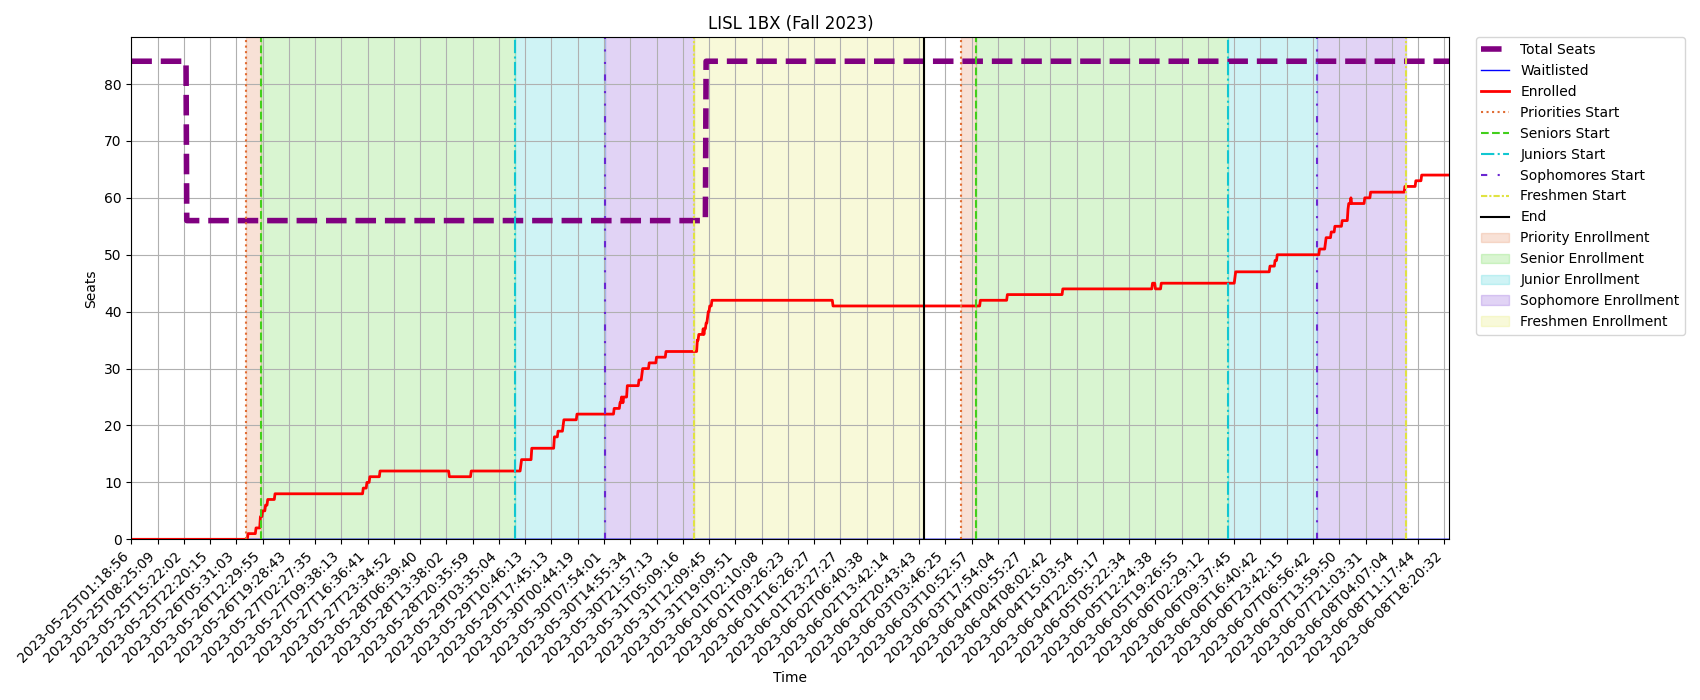 LISL 1BX (Fall 2023)
Seats
80
70
60
50
40
30
20
10
0
2023-05-25T01:18:56
2023-05-25T08:25:09
2023-05-25T15:22:02
2023-05-25T22:20:15
2023-05-26T05:31:03
2023-05-26T12:29:55
2023-05-26T19:28:43
2023-05-27T02:27:35
2023-05-27T09:38:13
2023-05-27T16:36:41
2023-05-27T23:34:52
2023-05-28T06:39:40
2023-05-28T13:38:02
2023-05-28T20:35:59
2023-05-29T03:35:04
2023-05-29T10:46:13
2023-05-29T17:45:13
2023-05-30T00:44:19
2023-05-30T07:54:01
2023-05-30T14:55:34
2023-05-30T21:57:13
2023-05-31T05:09:16
2023-05-31T12:09:45
2023-05-31T19:09:51
2023-06-01T02:10:08
2023-06-01T09:26:23
2023-06-01T16:26:27
2023-06-01T23:27:27
2023-06-02T06:40:38
2023-06-02T13:42:14
2023-06-02T20:43:43
2023-06-03T03:46:25
2023-06-03T10:52:57
2023-06-03T17:54:04
2023-06-04T00:55:27
2023-06-04T08:02:42
2023-06-04T15:03:54
2023-06-04T22:05:17
2023-06-05T05:22:34
2023-06-05T12:24:38
2023-06-05T19:26:55
2023-06-06T02:29:12
2023-06-06T09:37:45
2023-06-06T16:40:42
2023-06-06T23:42:15
2023-06-07T06:56:42
2023-06-07T13:59:50
2023-06-07T21:03:31
2023-06-08T04:07:04
2023-06-08T11:17:44
2023-06-08T18:20:32
Time
Total Seats
Waitlisted
Enrolled
Priorities Start
Seniors Start
Juniors Start
Sophomores Start
Freshmen Start
End
Priority Enrollment
Senior Enrollment
Junior Enrollment
Sophomore Enrollment
Freshmen Enrollment